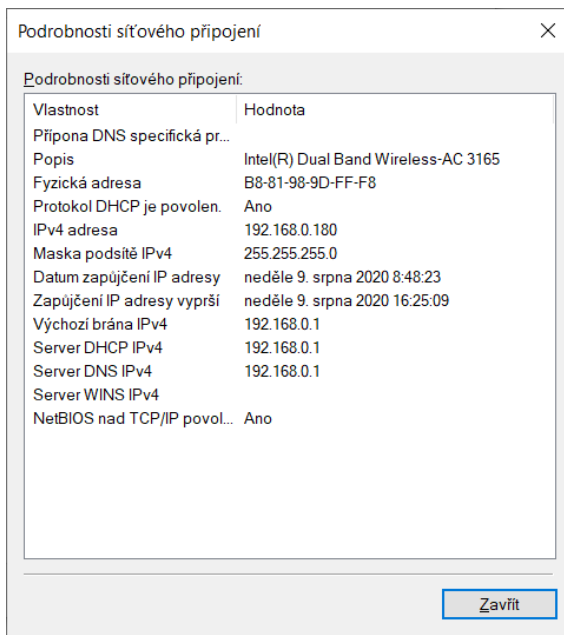 Podrobnosti síťového připojení
Podrobnosti síťového připojení:
Vlastnost Hodnota
Přípona DNS specifická pr...
Popis Intel(R) Dual Band Wireless-AC 3165
Fyzická adresa B8-81-98-9D-FF-F8
Protokol DHCP je povolen. Ano
IPv4 adresa 192.168.0.180
Maska podsítě IPv4 255.255.255.0
Datum zapůjčení IP adresy neděle 9. srpna 2020 8:48:23
Zapůjčení IP adresy vyprší neděle 9. srpna 2020 16:25:09
Výchozí brána IPv4 192.168.0.1
Server DHCP IPv4 192.168.0.1
Server DNS IPv4 192.168.0.1
Server WINS IPv4
NetBIOS nad TCP/IP povol... Ano
Zavřít